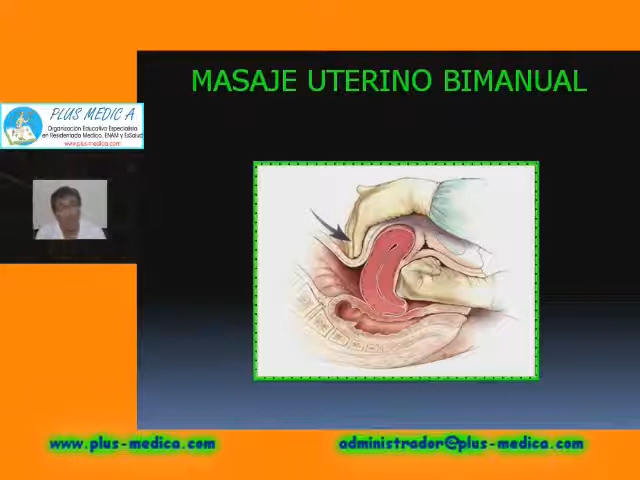 MASAJE UTERINO BIMANUAL
PLUS MEDIC A
Organización Educativa Especialista
en Residentado Medico, ENAM y EsSalud
www.plus-medica.com
www.plus-medica.com
administrador@plus-medica.com